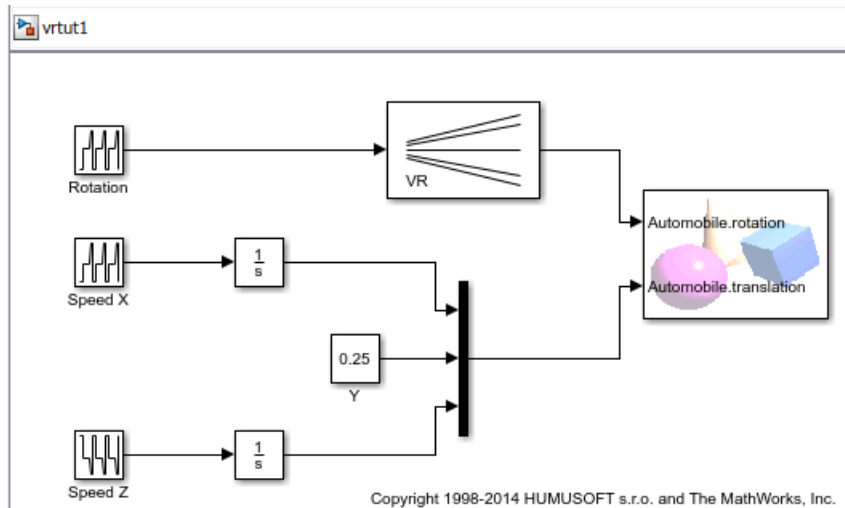 vrtut1
Rotation
VR
Automobile.rotation
Speed X
1
s
Automobile.translation
0.25
Y
Speed Z
1
s
Copyright 1998-2014 HUMUSOFT s.r.o. and The MathWorks, Inc.